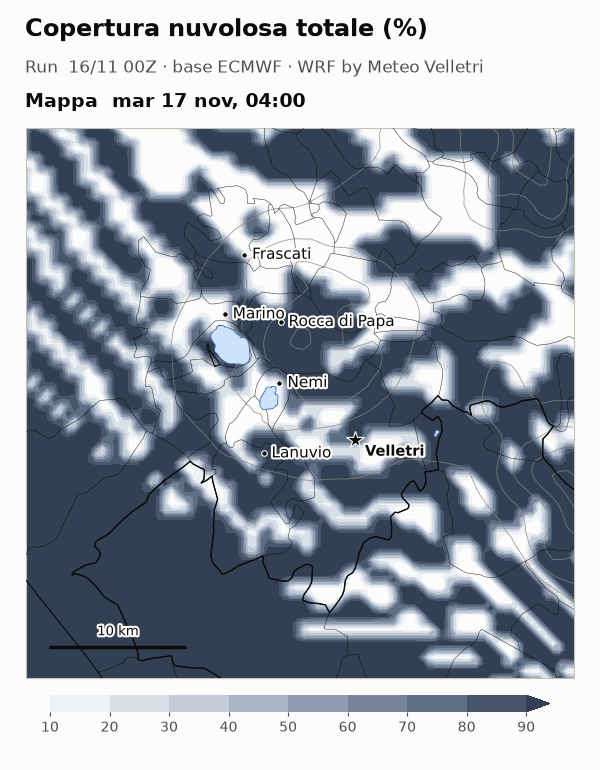 Copertura nuvolosa totale (%)
Run  16/11 00Z · base ECMWF · WRF by Meteo Velletri
Mappa  mar 17 nov, 04:00
Frascati
Marino
Rocca di Papa
Nemi
Velletri
Lanuvio
10 km
10 20 30 40 50 60 70 80 90